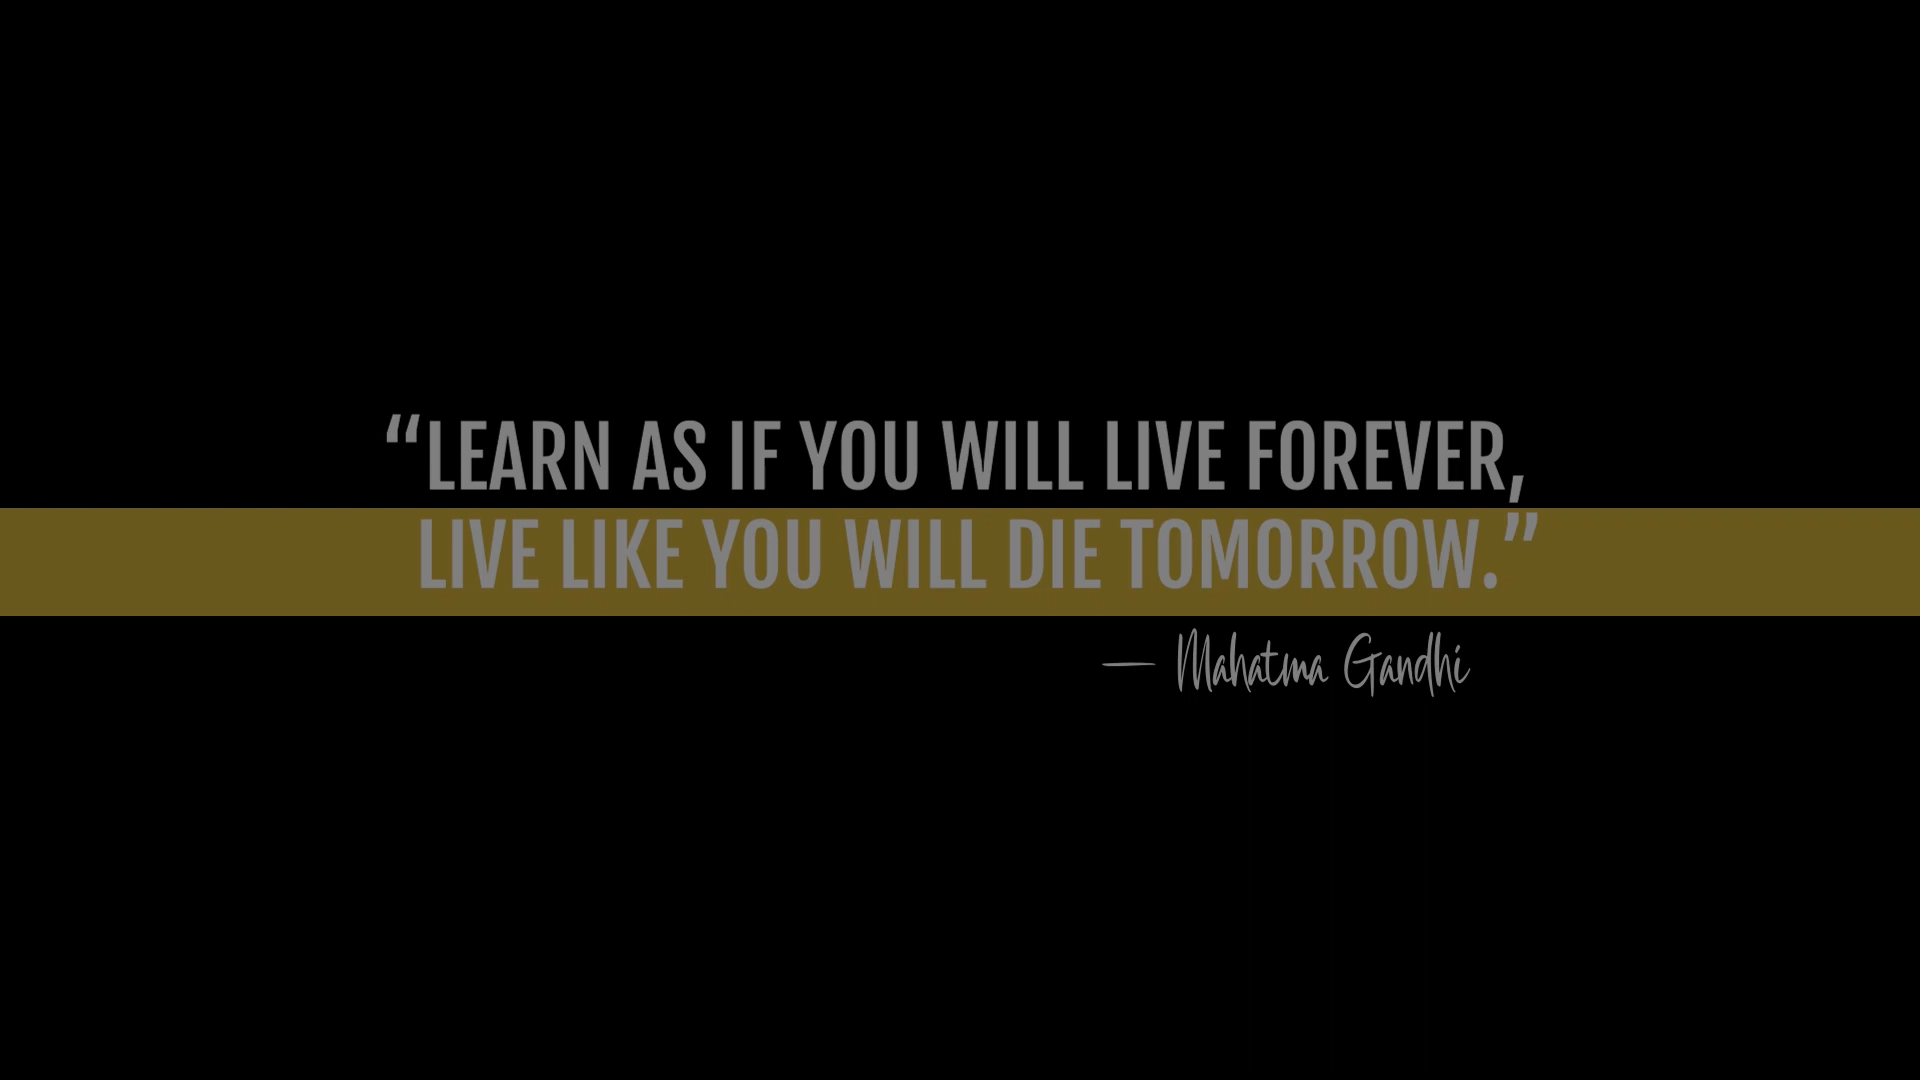 “LEARN AS IF YOU WILL LIVE FOREVER,
LIVE LIKE YOU WILL DIE TOMORROW.”
— Mahatma Gandhi